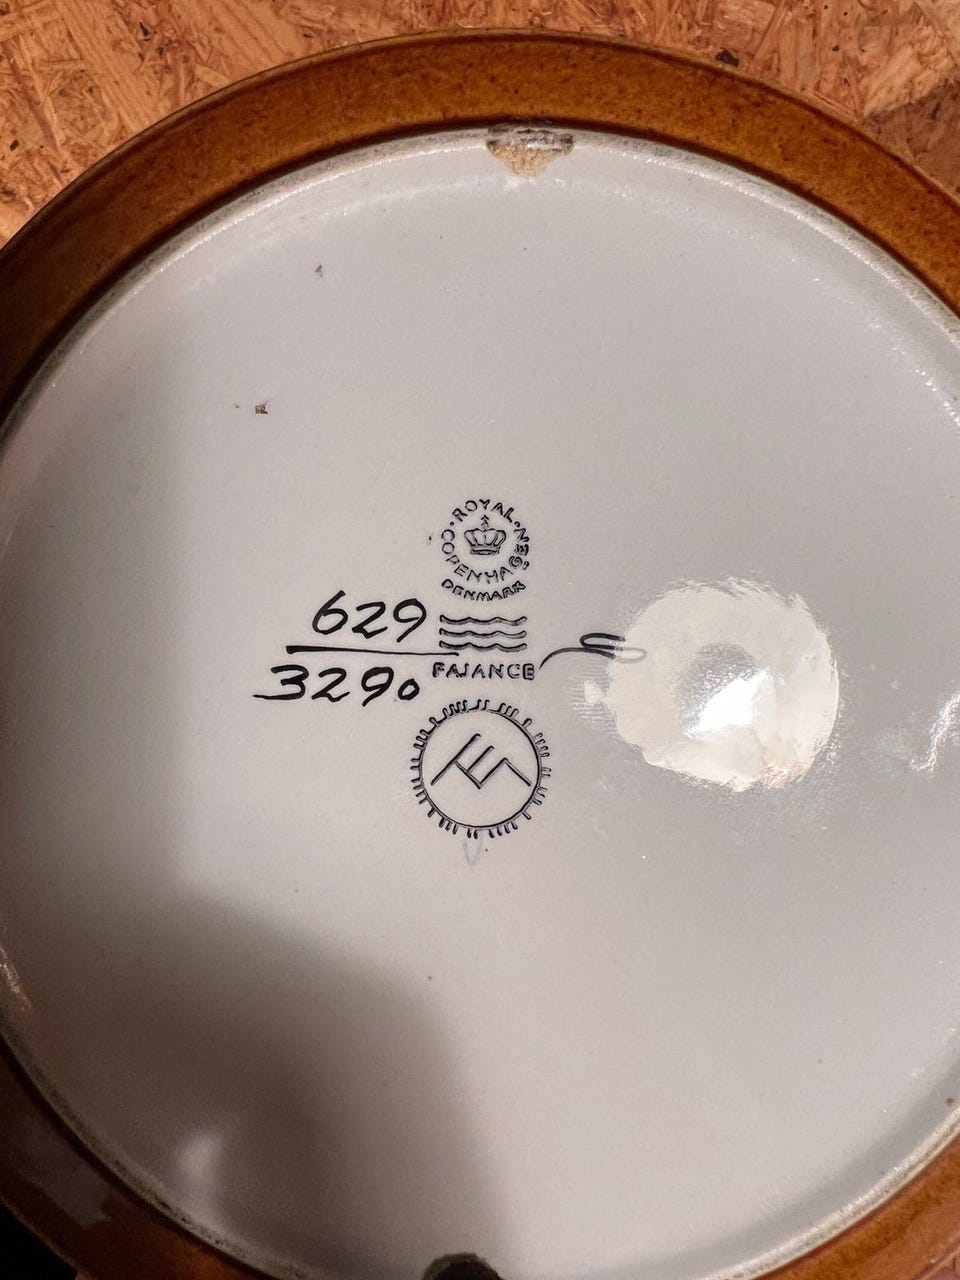 ROYAL
COPENHAGEN
DENMARK
629
3290
FAJANCE